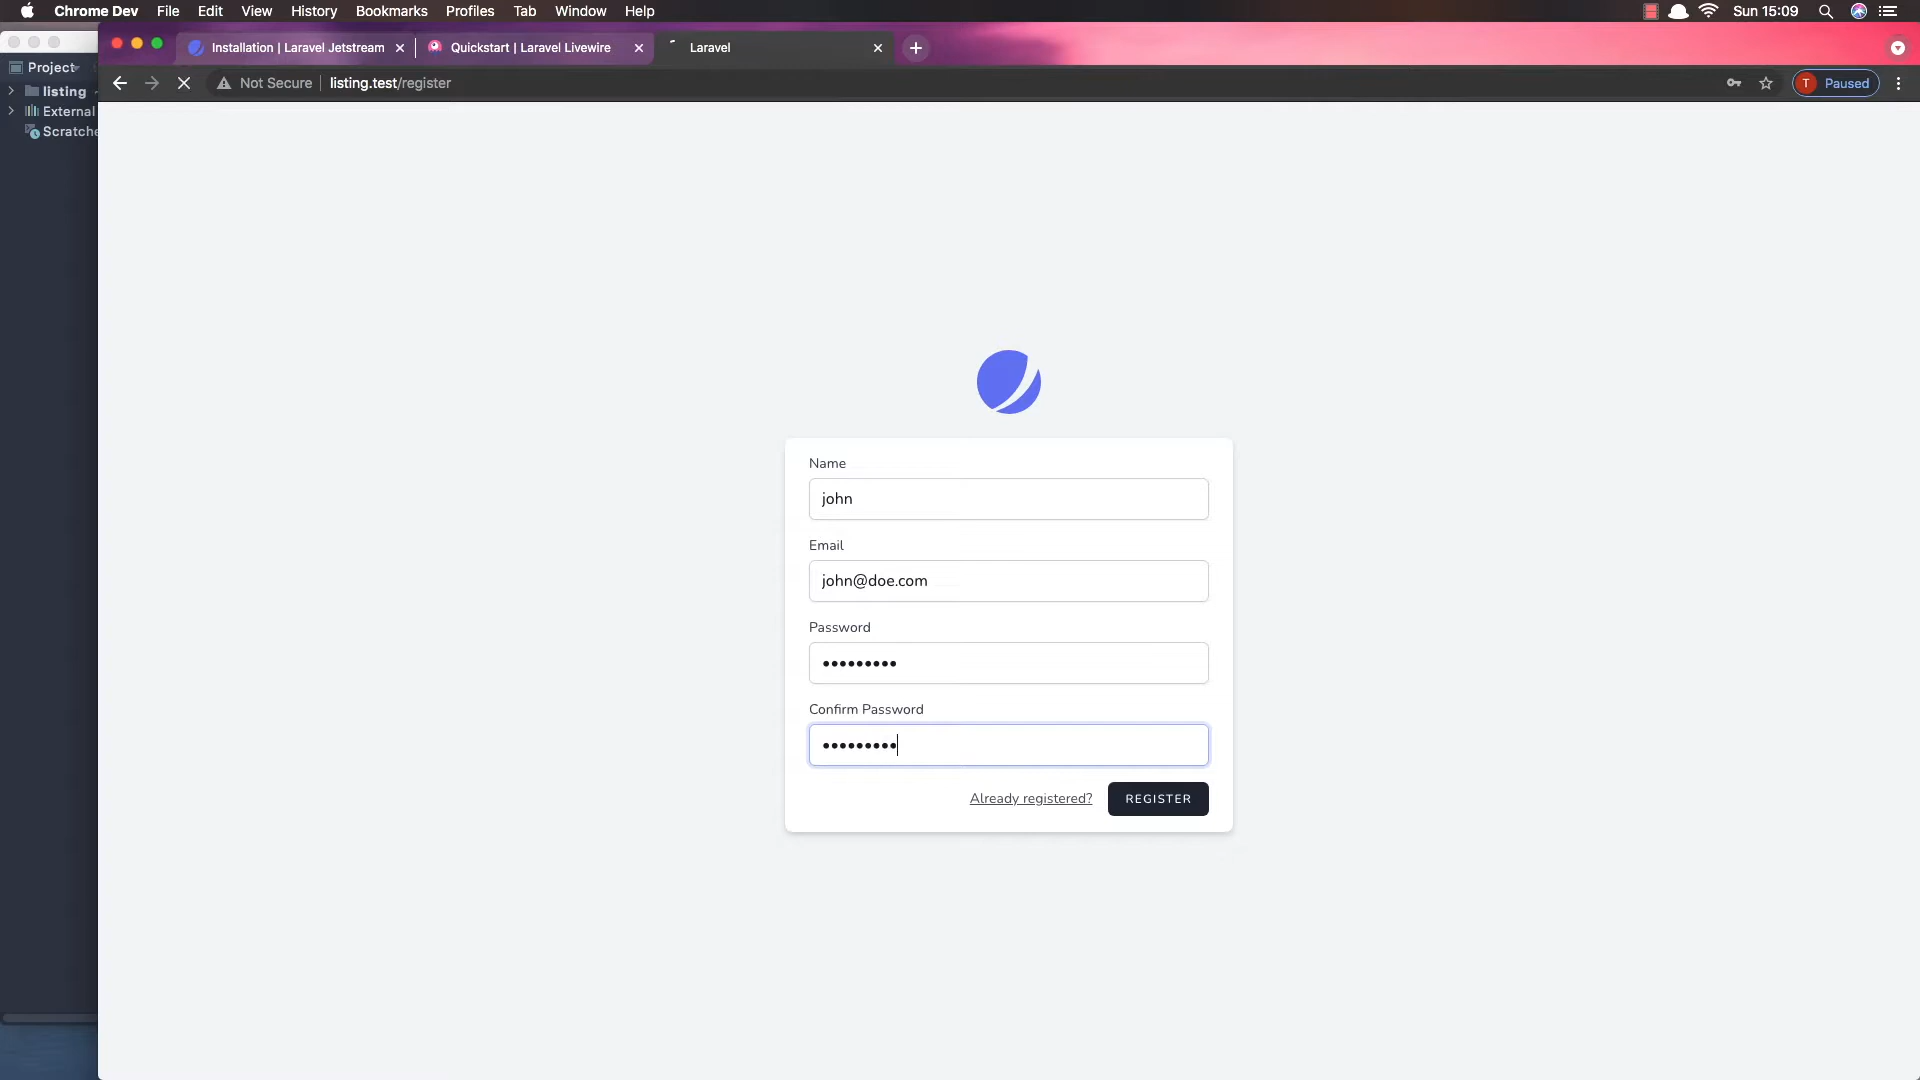 Chrome Dev File Edit View History Bookmarks Profiles Tab Window Help Sun 15:09
Installation | Laravel Jetstream Quickstart | Laravel Livewire Laravel
Project
Not Secure listing.test/register T Paused
listing
External
Scratche
Name
john
Email
john@doe.com
Password
•••••••••
Confirm Password
•••••••••
Already registered? REGISTER